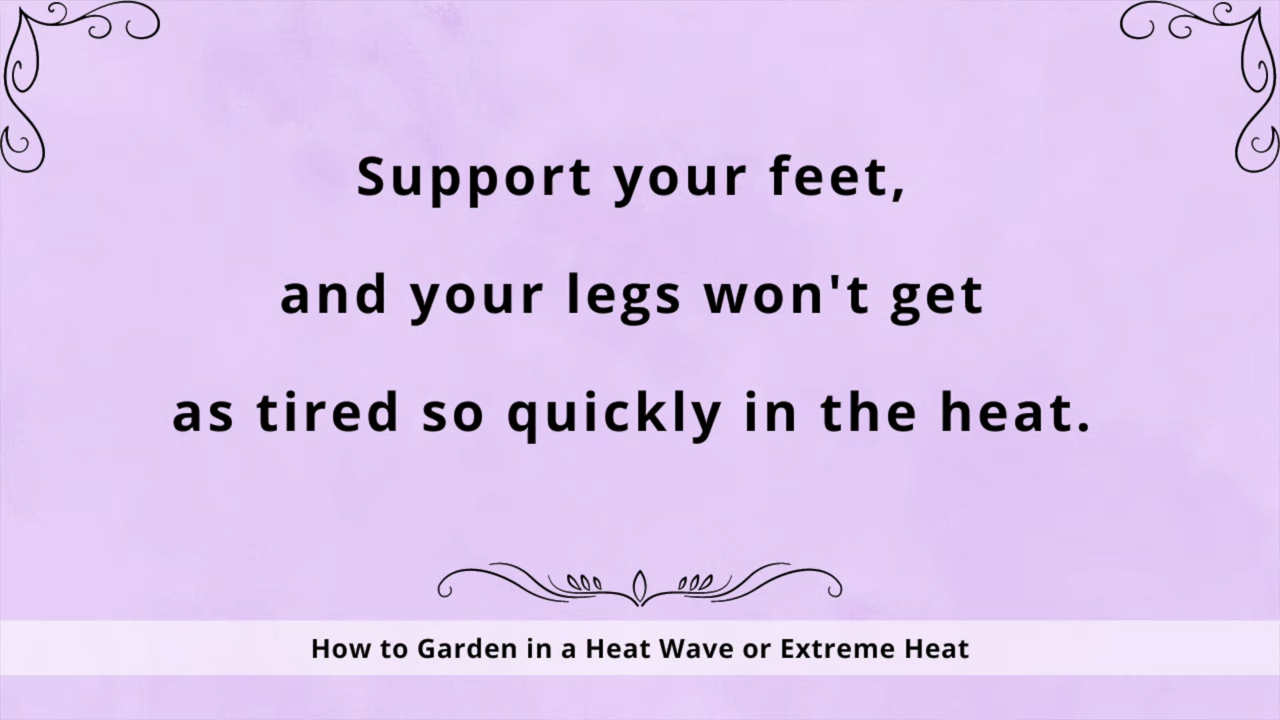 Support your feet,
and your legs won't get
as tired so quickly in the heat.
How to Garden in a Heat Wave or Extreme Heat